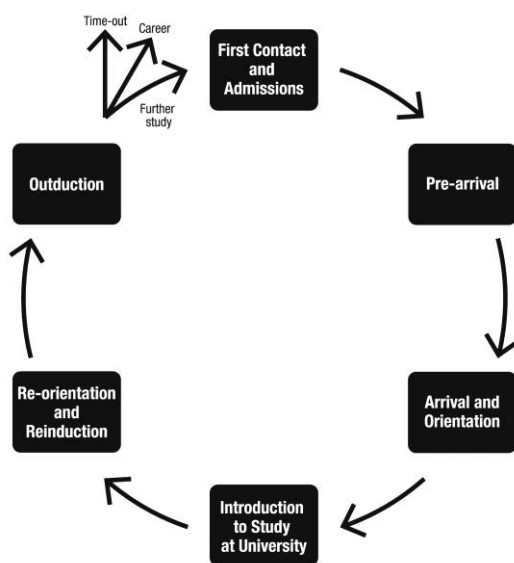 Time-out
Career
Further
study
First Contact
and
Admissions
Pre-arrival
Arrival and
Orientation
Introduction
to Study
at University
Re-orientation
and
Reinduction
Outduction